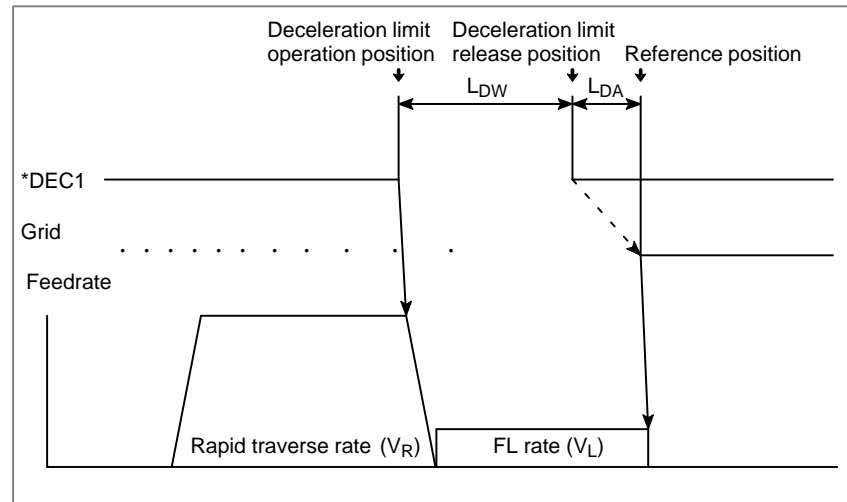 Deceleration limit
operation position
Deceleration limit
release position
Reference position
LDW
LDA
*DEC1
Grid
Feedrate
Rapid traverse rate (VR)
FL rate (VL)